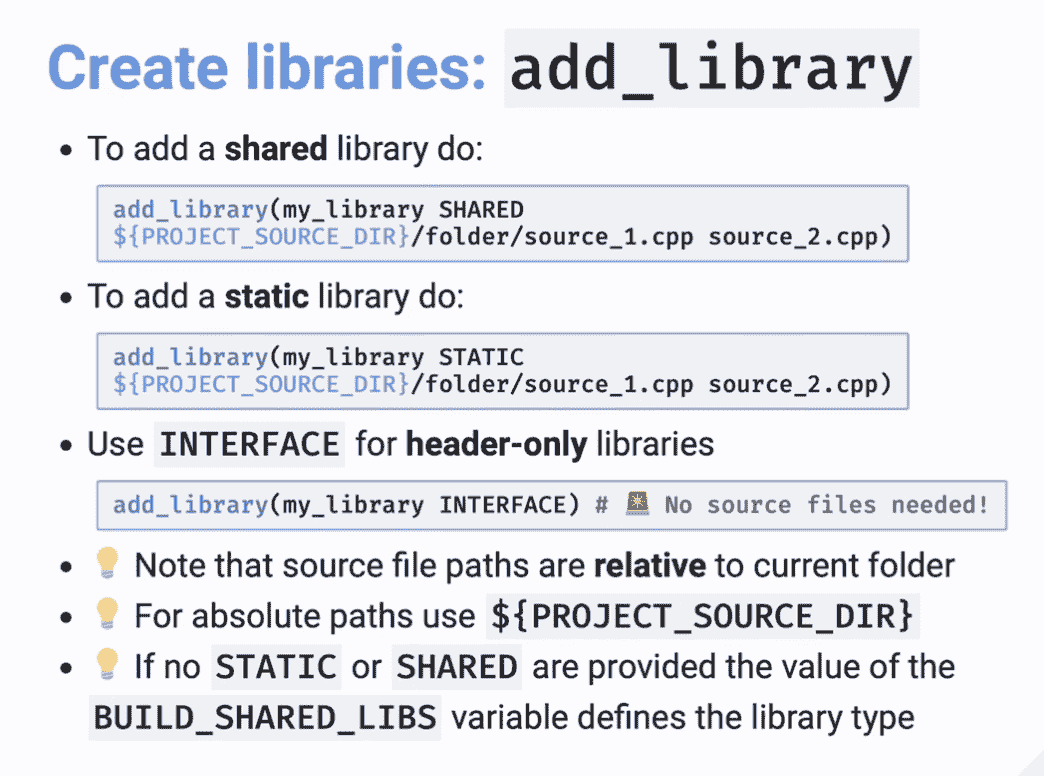 Create libraries: add_library
• To add a shared library do:
add_library(my_library SHARED
${PROJECT_SOURCE_DIR}/folder/source_1.cpp source_2.cpp)
• To add a static library do:
add_library(my_library STATIC
${PROJECT_SOURCE_DIR}/folder/source_1.cpp source_2.cpp)
• Use INTERFACE for header-only libraries
add_library(my_library INTERFACE) # 🚨 No source files needed!
• 💡 Note that source file paths are relative to current folder
• 💡 For absolute paths use ${PROJECT_SOURCE_DIR}
• 💡 If no STATIC or SHARED are provided the value of the
BUILD_SHARED_LIBS variable defines the library type